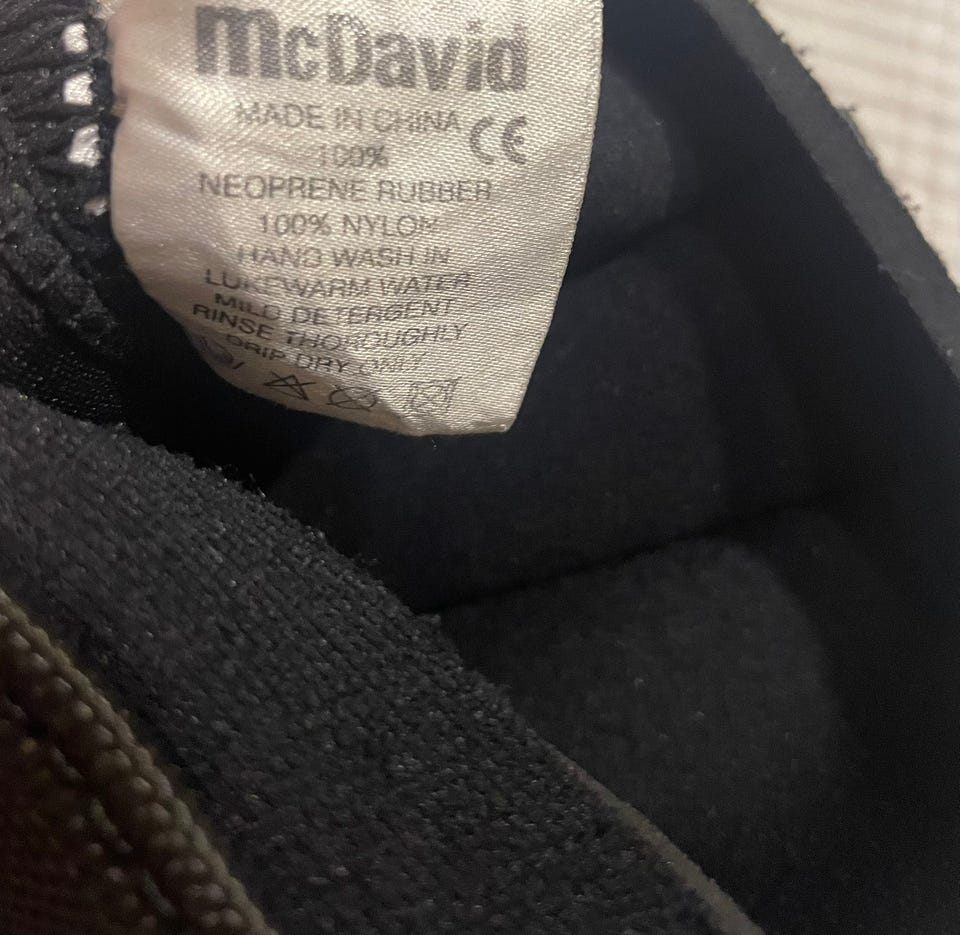 McDavid
MADE IN CHINA CE
100%
NEOPRENE RUBBER
100% NYLON
HAND WASH IN
LUKEWARM WATER
MILD DETERGENT
RINSE THOROUGHLY
DRIP DRY ONLY